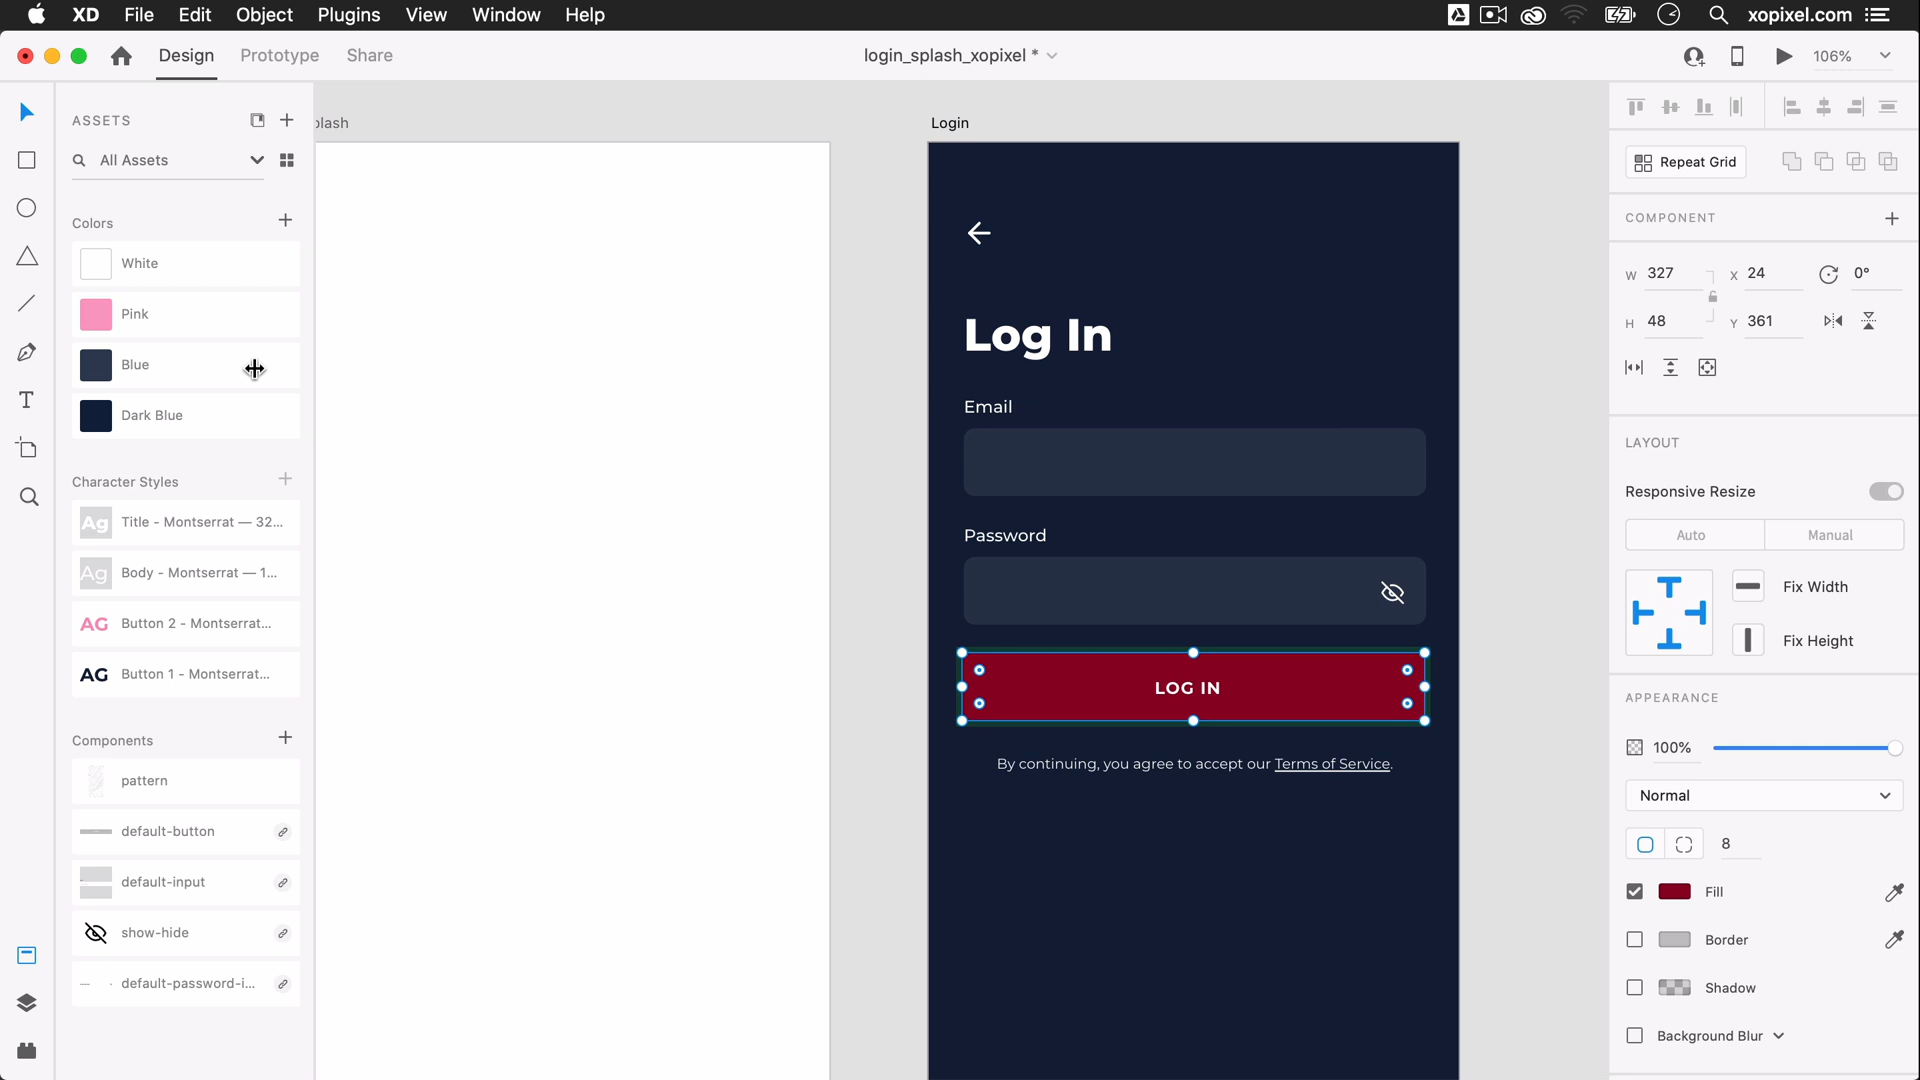 XD File Edit Object Plugins View Window Help xopixel.com
Design Prototype Share login_splash_xopixel * 106%
ASSETS
All Assets
Colors
White
Pink
Blue
Dark Blue
Character Styles
Ag Title - Montserrat — 32...
Ag Body - Montserrat — 1...
AG Button 2 - Montserrat...
AG Button 1 - Montserrat...
Components
pattern
default-button
default-input
show-hide
default-password-i...
plash
Login
Log In
Email
Password
LOG IN
By continuing, you agree to accept our Terms of Service.
Repeat Grid
COMPONENT
W 327 X 24 0°
H 48 Y 361
LAYOUT
Responsive Resize
Auto Manual
Fix Width
Fix Height
APPEARANCE
100%
Normal
8
Fill
Border
Shadow
Background Blur